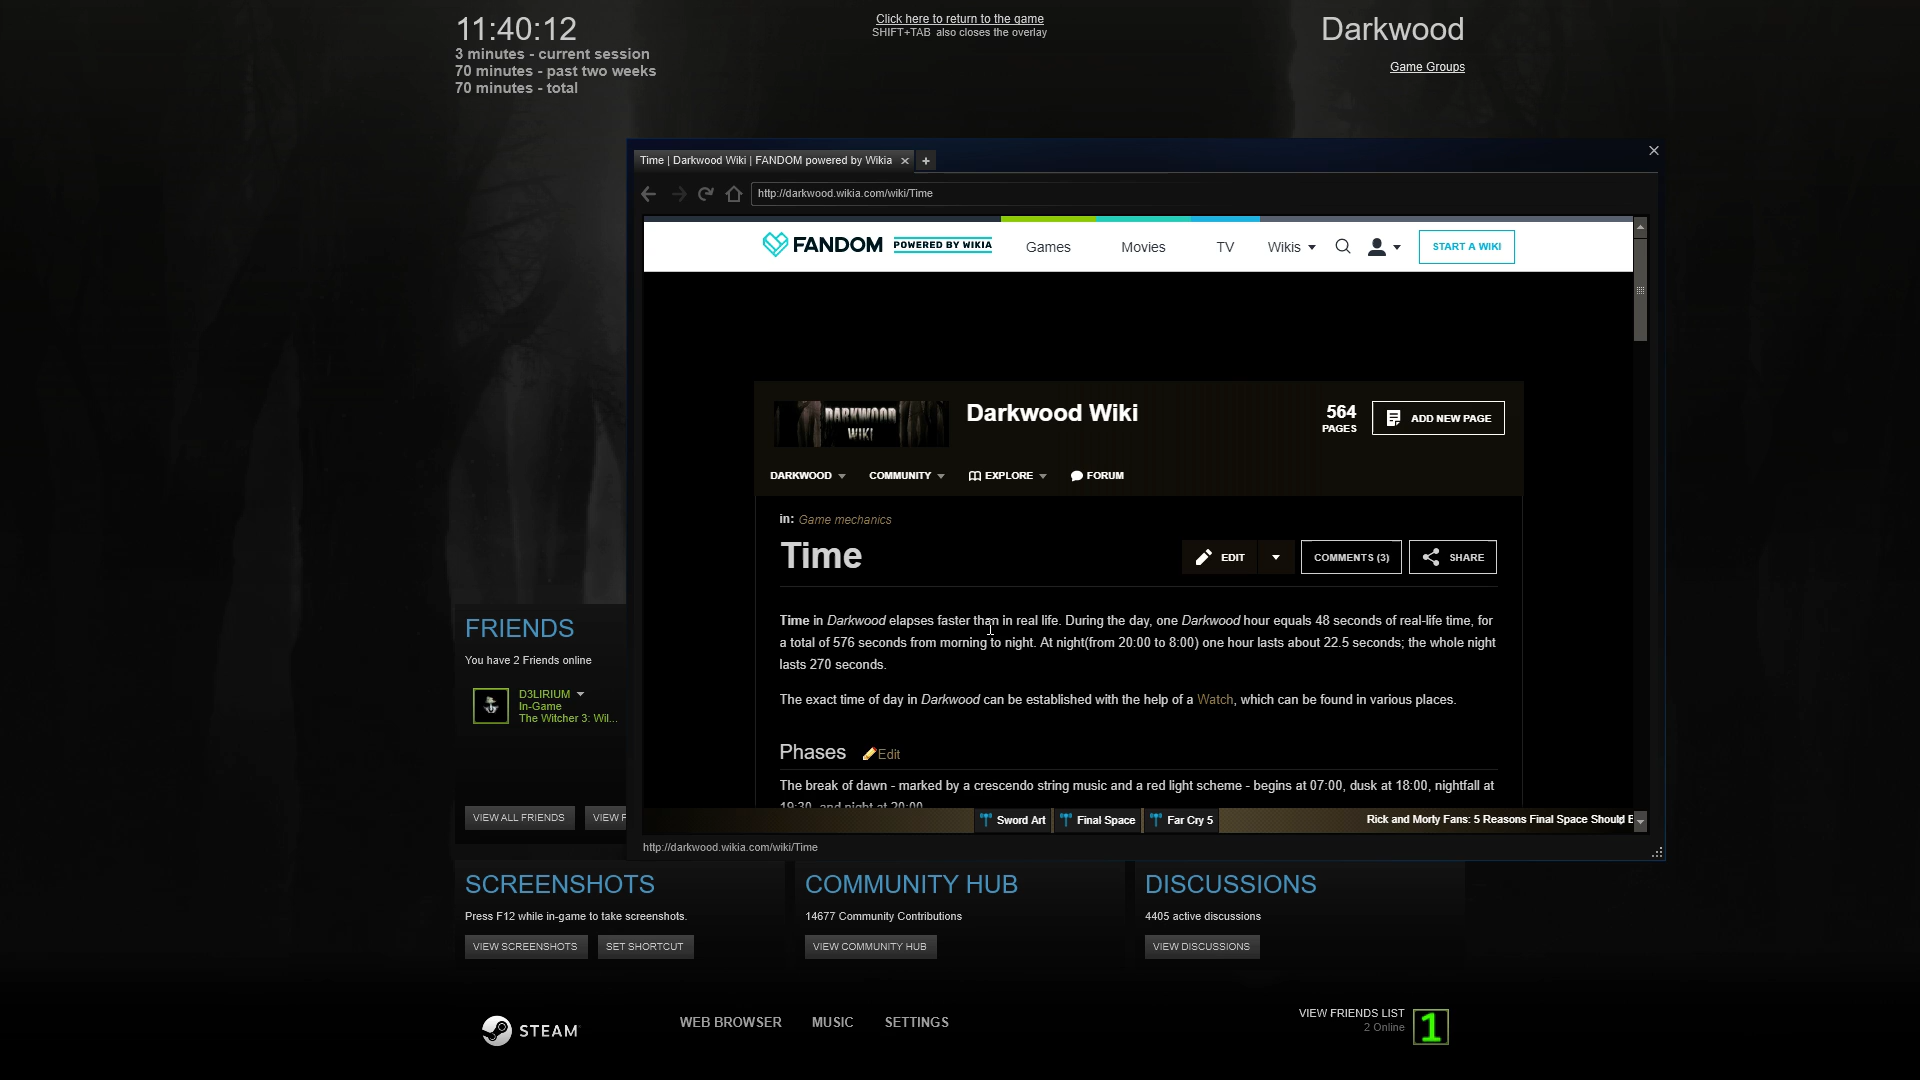 11:40:12
3 minutes - current session
70 minutes - past two weeks
70 minutes - total
Click here to return to the game
SHIFT+TAB also closes the overlay
Darkwood
Game Groups
Time | Darkwood Wiki | FANDOM powered by Wikia
http://darkwood.wikia.com/wiki/Time
FANDOM POWERED BY WIKIA Games Movies TV Wikis START A WIKI
DARKWOOD
WIKI
Darkwood Wiki
564
PAGES
ADD NEW PAGE
DARKWOOD COMMUNITY EXPLORE FORUM
in: Game mechanics
Time
EDIT COMMENTS (3) SHARE
Time in Darkwood elapses faster than in real life. During the day, one Darkwood hour equals 48 seconds of real-life time, for
a total of 576 seconds from morning to night. At night(from 20:00 to 8:00) one hour lasts about 22.5 seconds; the whole night
lasts 270 seconds.
The exact time of day in Darkwood can be established with the help of a Watch, which can be found in various places.
Phases Edit
The break of dawn - marked by a crescendo string music and a red light scheme - begins at 07:00, dusk at 18:00, nightfall at
19:30, and night at 20:00.
Sword Art Final Space Far Cry 5 Rick and Morty Fans: 5 Reasons Final Space Should
http://darkwood.wikia.com/wiki/Time
FRIENDS
You have 2 Friends online
D3LIRIUM
In-Game
The Witcher 3: Wil...
VIEW ALL FRIENDS VIEW
SCREENSHOTS
Press F12 while in-game to take screenshots.
VIEW SCREENSHOTS SET SHORTCUT
COMMUNITY HUB
14677 Community Contributions
VIEW COMMUNITY HUB
DISCUSSIONS
4405 active discussions
VIEW DISCUSSIONS
STEAM
WEB BROWSER MUSIC SETTINGS
VIEW FRIENDS LIST
2 Online
1